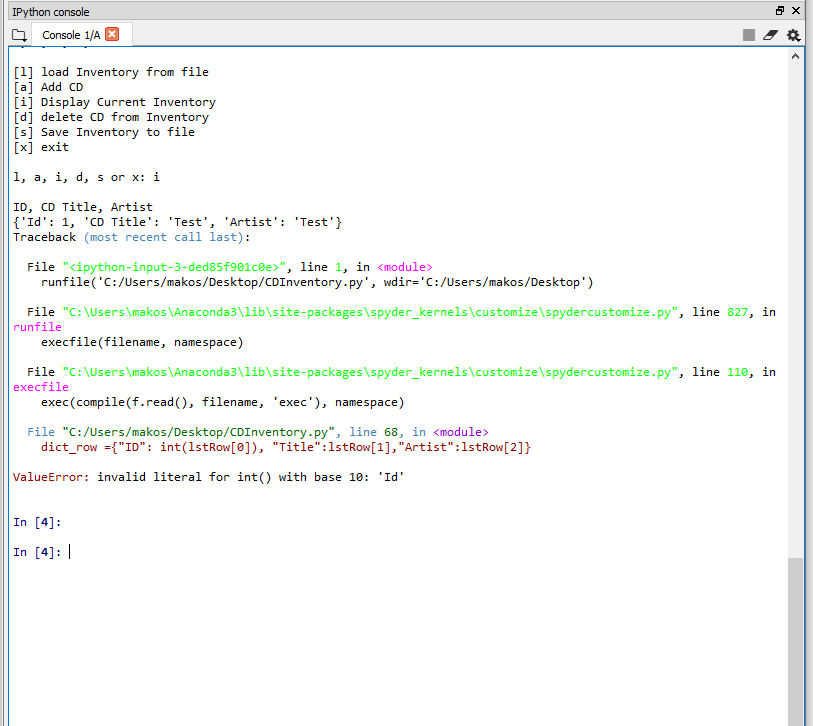 IPython console
Console 1/A
[l] load Inventory from file
[a] Add CD
[i] Display Current Inventory
[d] delete CD from Inventory
[s] Save Inventory to file
[x] exit
l, a, i, d, s or x: i
ID, CD Title, Artist
{'Id': 1, 'CD Title': 'Test', 'Artist': 'Test'}
Traceback (most recent call last):
File "<ipython-input-3-ded85f901c0e>", line 1, in <module>
runfile('C:/Users/makos/Desktop/CDInventory.py', wdir='C:/Users/makos/Desktop')
File "C:\Users\makos\Anaconda3\lib\site-packages\spyder_kernels\customize\spydercustomize.py", line 827, in
runfile
execfile(filename, namespace)
File "C:\Users\makos\Anaconda3\lib\site-packages\spyder_kernels\customize\spydercustomize.py", line 110, in
execfile
exec(compile(f.read(), filename, 'exec'), namespace)
File "C:/Users/makos/Desktop/CDInventory.py", line 68, in <module>
dict_row ={"ID": int(lstRow[0]), "Title":lstRow[1],"Artist":lstRow[2]}
ValueError: invalid literal for int() with base 10: 'Id'
In [4]:
In [4]: